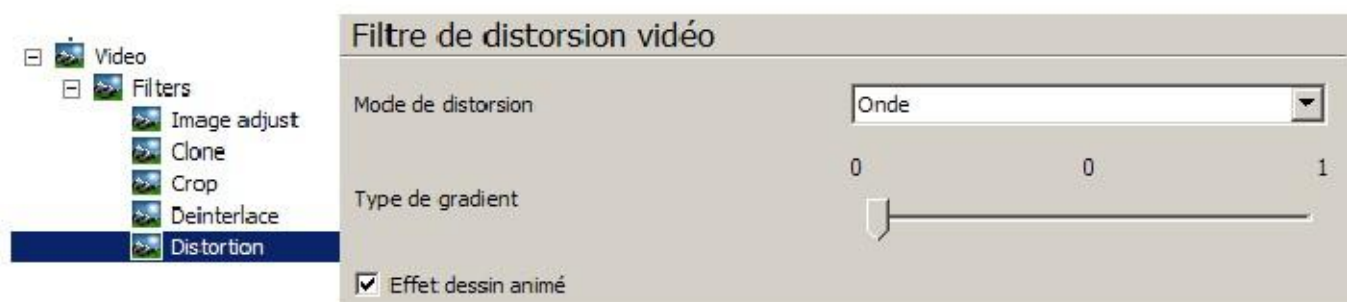 Video
Filters
Image adjust
Clone
Crop
Deinterlace
Distortion
Filtre de distorsion vidéo
Mode de distorsion
Onde
0 0 1
Type de gradient
Effet dessin animé